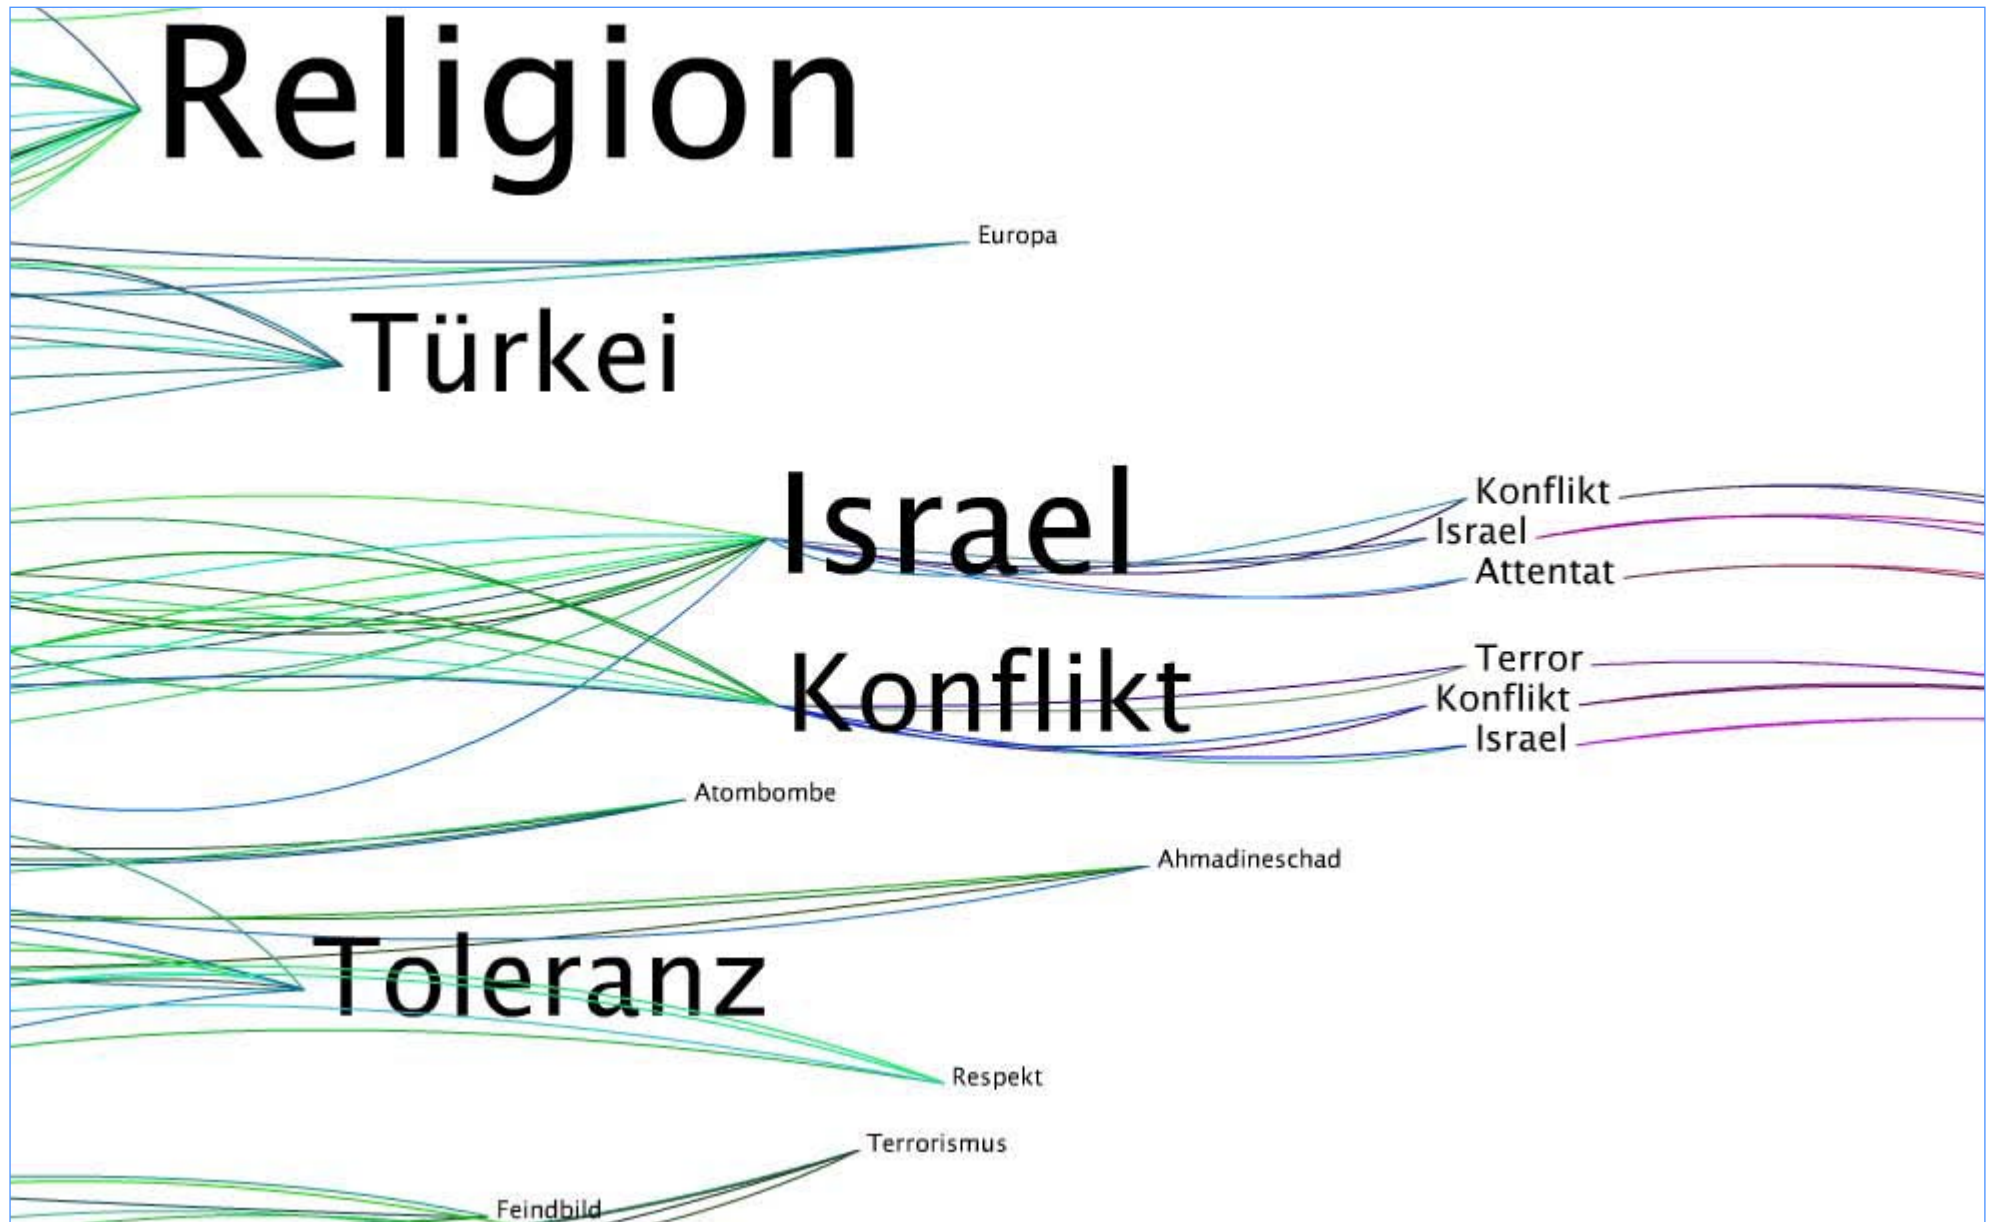 Religion
Europa
Türkei
Israel
Konflikt
Israel
Attentat
Konflikt
Terror
Konflikt
Israel
Atombombe
Ahmadineschad
Toleranz
Respekt
Terrorismus
Feindbild